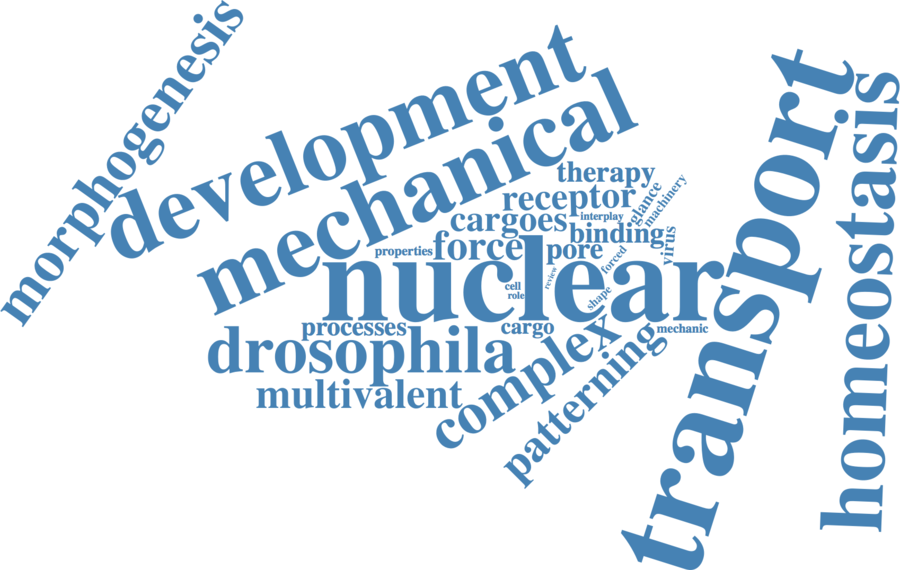 morphogenesis
development
mechanical
transport
homeostasis
therapy
receptor
glance
machinery
cargoes
interplay
binding
virus
properties
force
pore
forced
nuclear
cell
role
review
shape
processes
cargo
mechanic
drosophila
complex
patterning
multivalent